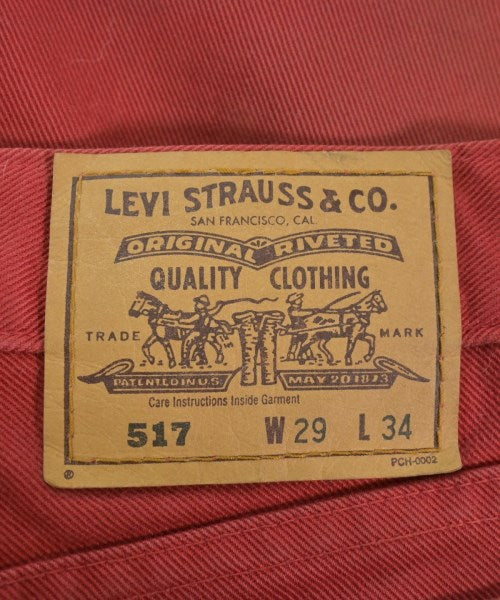 LEVI STRAUSS & CO.
SAN FRANCISCO, CAL.
ORIGINAL RIVETED
QUALITY CLOTHING
TRADE MARK
PATENTED IN U.S. MAY 20 1873
Care Instructions Inside Garment
517 W 29 L 34
® PCH-0002